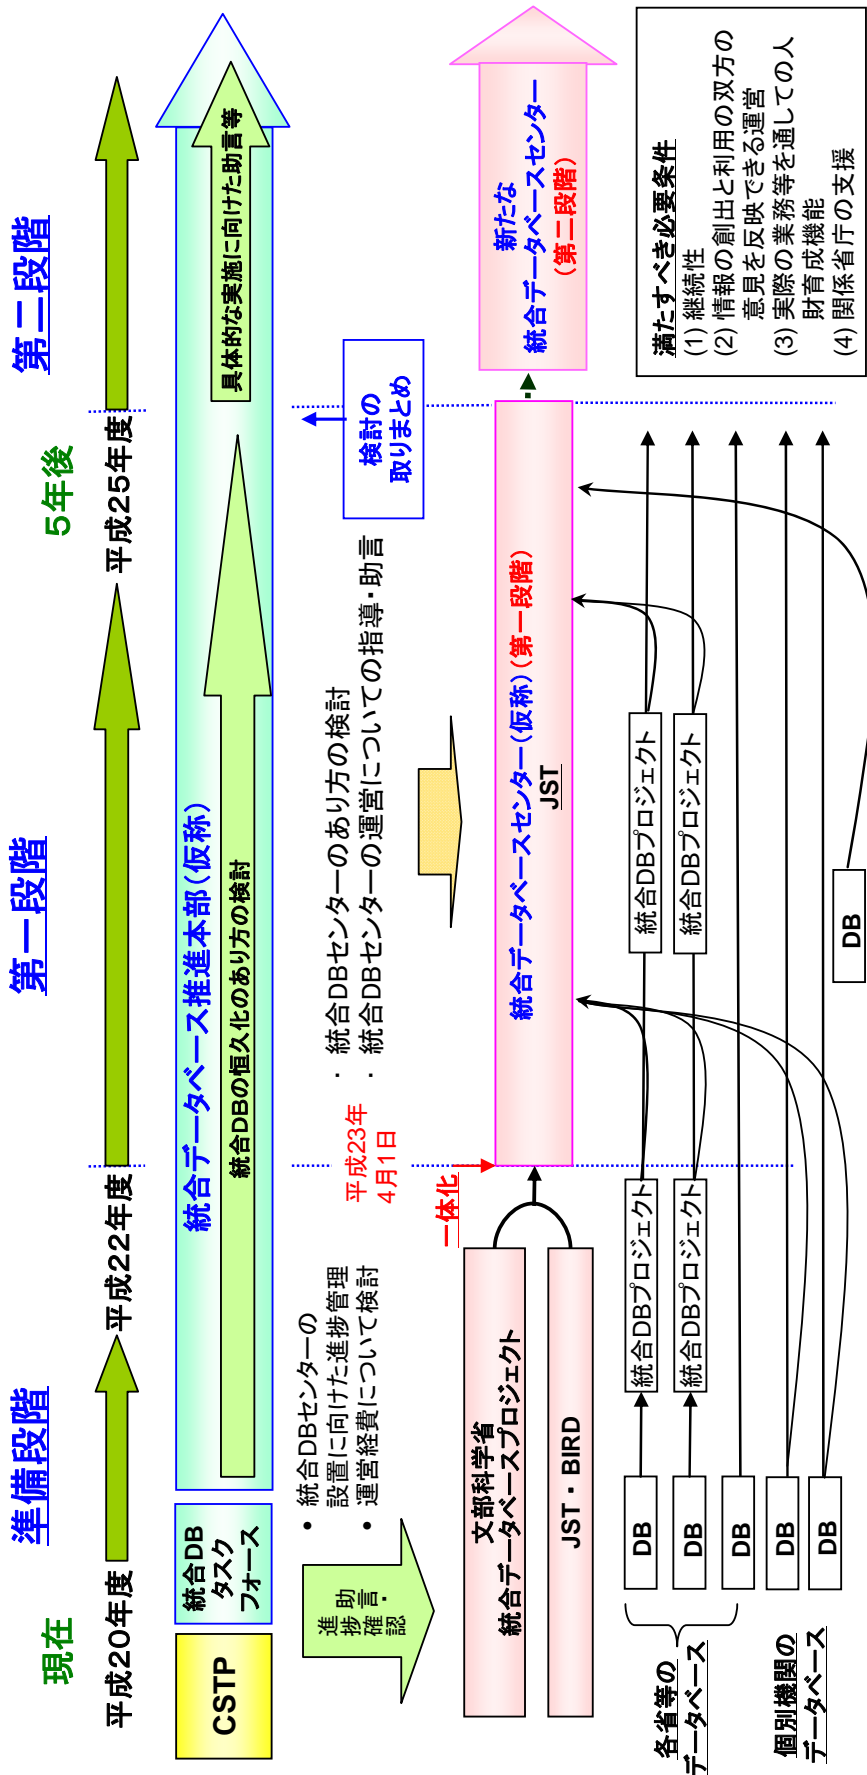 準備段階
第一段階
第二段階
現在
5年後
平成20年度
平成22年度
平成25年度
CSTP
統合DB
タスク
フォース
統合データベース推進本部(仮称)
統合DBの恒久化のあり方の検討
具体的な実施に向けた助言等
進捗確認
助言・
• 統合DBセンターの
設置に向けた進捗管理
• 運営経費について検討
平成23年
4月1日
・ 統合DBセンターのあり方の検討
・ 統合DBセンターの運営についての指導・助言
検討の
取りまとめ
一体化
文部科学省
統合データベースプロジェクト
JST・BIRD
統合データベースセンター(仮称)(第一段階)
JST
新たな
統合データベースセンター
(第二段階)
各省等の
データベース
DB
統合DBプロジェクト
統合DBプロジェクト
DB
統合DBプロジェクト
統合DBプロジェクト
DB
個別機関の
データベース
DB
DB
DB
満たすべき必要条件
(1) 継続性
(2) 情報の創出と利用の双方の
意見を反映できる運営
(3) 実際の業務等を通しての人
財育成機能
(4) 関係省庁の支援